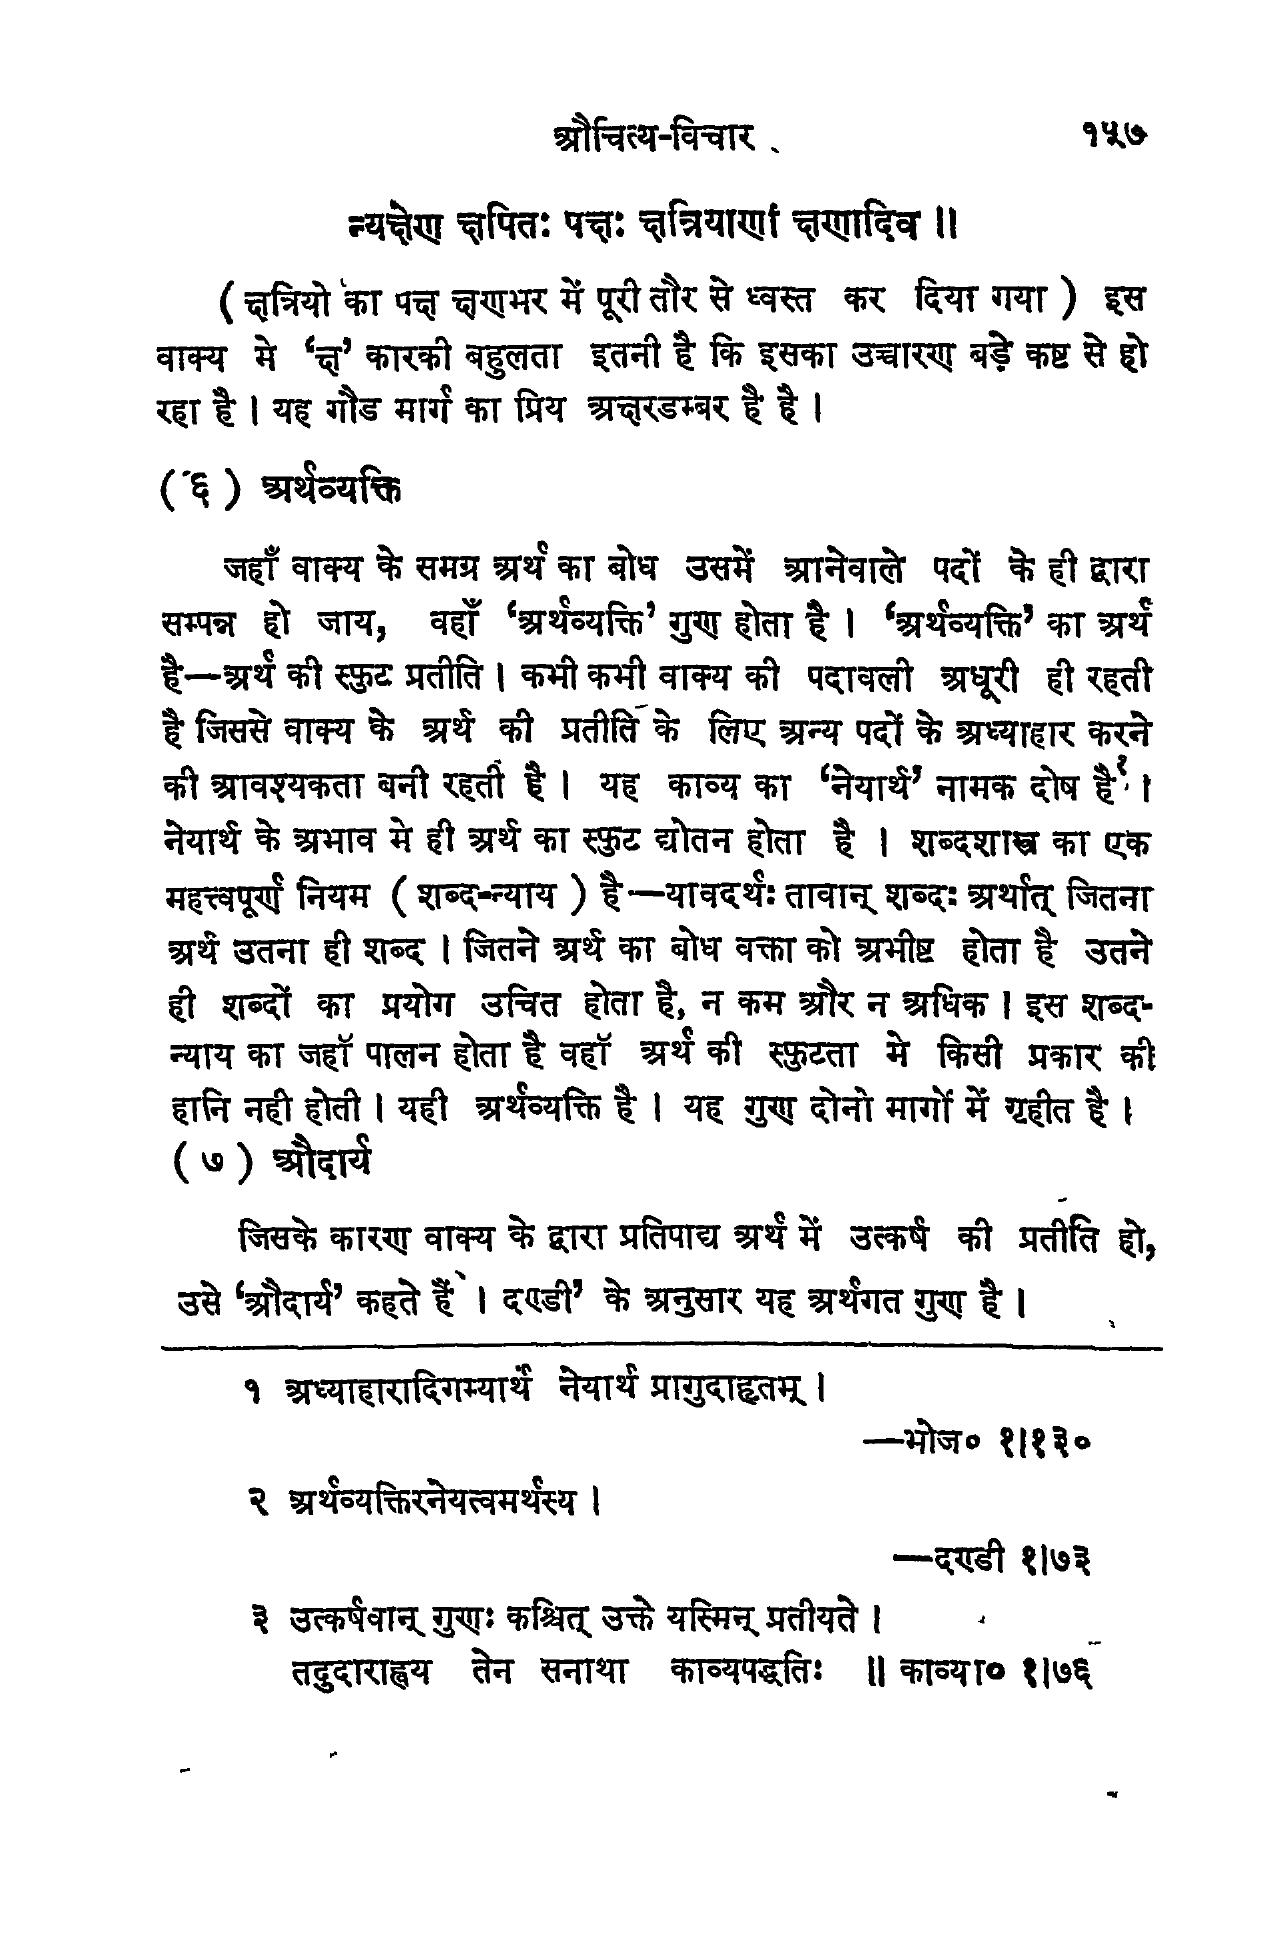 औचित्य-विचार १५७
न्यक्षेण क्षपितः पक्षः क्षत्रियाणां क्षणादिव ॥
( क्षत्रियो का पक्ष क्षणभर में पूरी तौर से ध्वस्त कर दिया गया ) इस
वाक्य मे ‘क्ष’ कारकी बहुलता इतनी है कि इसका उच्चारण बड़े कष्ट से हो
रहा है । यह गौड मार्ग का प्रिय अक्षरडम्बर है है ।
( ६ ) अर्थव्यक्ति
जहाँ वाक्य के समग्र अर्थ का बोध उसमें आनेवाले पदों के ही द्वारा
सम्पन्न हो जाय, वहाँ ‘अर्थव्यक्ति’ गुण होता है । ‘अर्थव्यक्ति’ का अर्थ
है—अर्थ की स्फुट प्रतीति । कभी कभी वाक्य की पदावली अधूरी ही रहती
है जिससे वाक्य के अर्थ की प्रतीति के लिए अन्य पदों के अध्याहार करने
की आवश्यकता बनी रहती है । यह काव्य का ‘नेयार्थ’ नामक दोष है१ ।
नेयार्थ के अभाव मे ही अर्थ का स्फुट द्योतन होता है । शब्दशास्त्र का एक
महत्त्वपूर्ण नियम ( शब्द-न्याय ) है—यावदर्थः तावान् शब्दः अर्थात् जितना
अर्थ उतना ही शब्द । जितने अर्थ का बोध वक्ता को अभीष्ट होता है उतने
ही शब्दों का प्रयोग उचित होता है, न कम और न अधिक । इस शब्द-
न्याय का जहॉ पालन होता है वहॉ अर्थ की स्फुटता मे किसी प्रकार की
हानि नही होती । यही अर्थव्यक्ति है । यह गुण दोनो मार्गों में गृहीत है ।
( ७ ) औदार्य
जिसके कारण वाक्य के द्वारा प्रतिपाद्य अर्थ में उत्कर्ष की प्रतीति हो,
उसे ‘औदार्य’ कहते हैं । दण्डी’ के अनुसार यह अर्थगत गुण है ।
१ अध्याहारादिगम्यार्थं नेयार्थ प्रागुदाहृतम् ।
—भोज० १।१३०
२ अर्थव्यक्तिरनेयत्वमर्थस्य ।
—दण्डी १।७३
३ उत्कर्षवान् गुणः कश्चित् उक्ते यस्मिन् प्रतीयते ।
तदुदाराह्वय तेन सनाथा काव्यपद्धतिः ॥ काव्या० १।७६